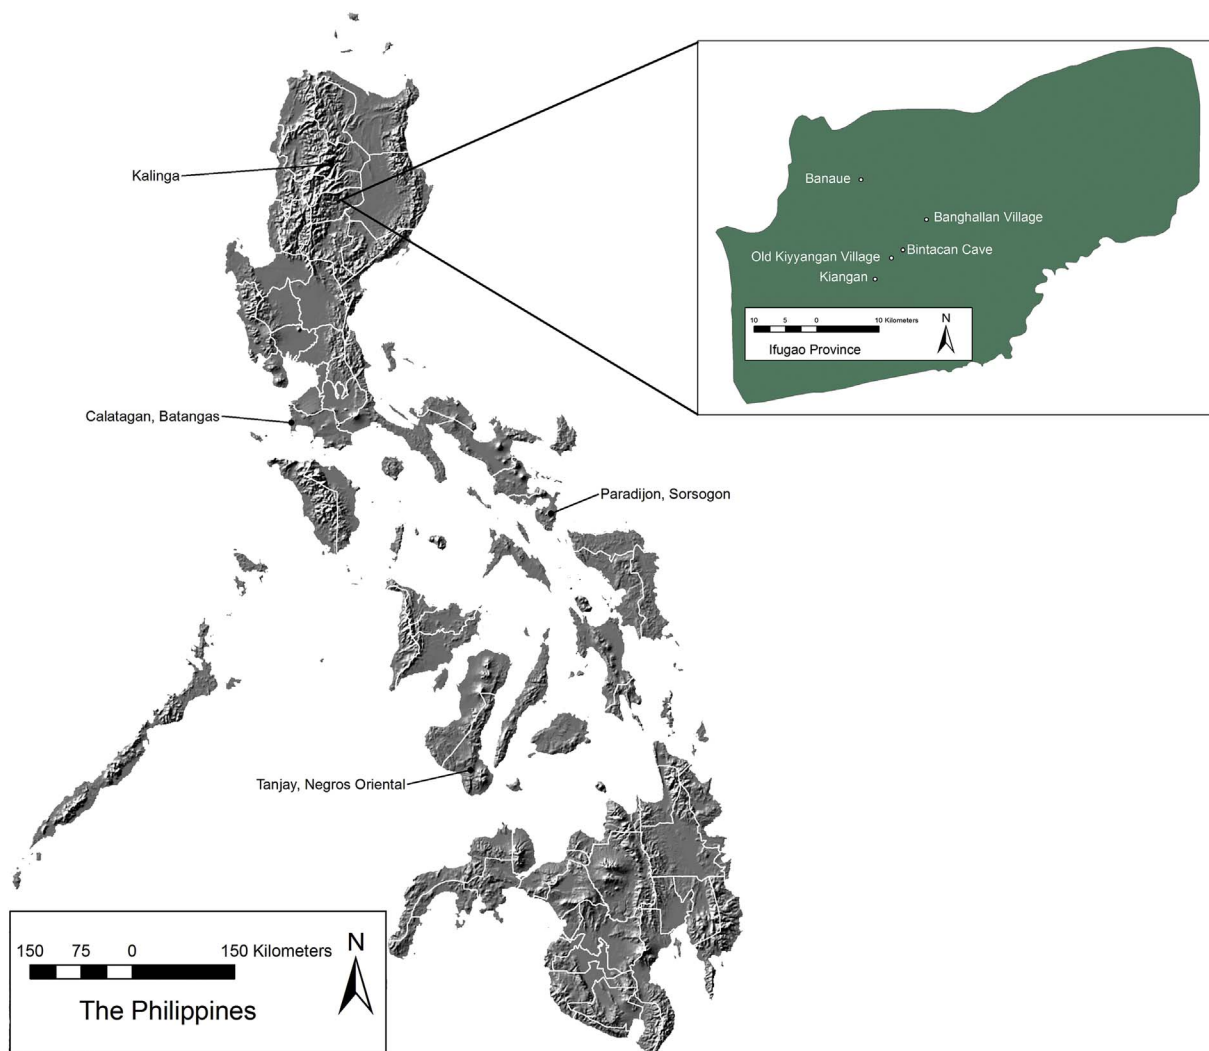 Kalinga
Banaue
Banghallan Village
Bintacan Cave
Old Kiyyangan Village
Kiangan
10 5 0 10 Kilometers
N
Ifugao Province
Calatagan, Batangas
Paradijon, Sorsogon
Tanjay, Negros Oriental
150 75 0 150 Kilometers
N
The Philippines